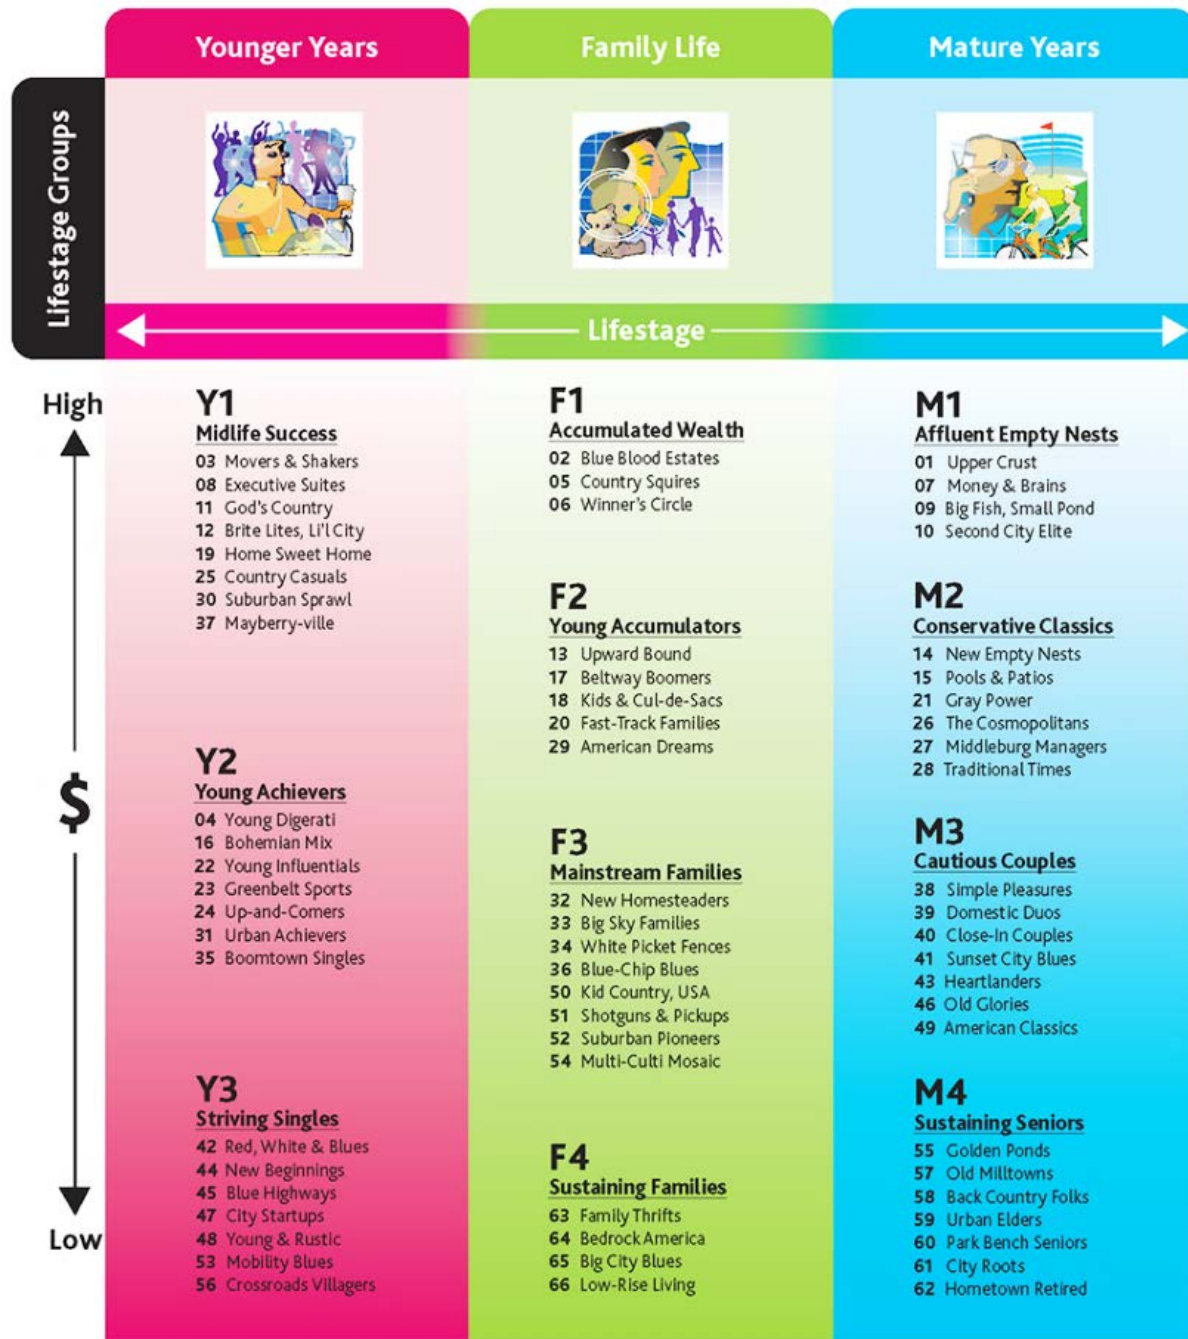 Younger Years
Family Life
Mature Years
Lifestage Groups
Lifestage
High
$
Low
Y1
Midlife Success
03 Movers & Shakers
08 Executive Suites
11 God's Country
12 Brite Lites, Li'l City
19 Home Sweet Home
25 Country Casuals
30 Suburban Sprawl
37 Mayberry-ville
Y2
Young Achievers
04 Young Digerati
16 Bohemian Mix
22 Young Influentials
23 Greenbelt Sports
24 Up-and-Comers
31 Urban Achievers
35 Boomtown Singles
Y3
Striving Singles
42 Red, White & Blues
44 New Beginnings
45 Blue Highways
47 City Startups
48 Young & Rustic
53 Mobility Blues
56 Crossroads Villagers
F1
Accumulated Wealth
02 Blue Blood Estates
05 Country Squires
06 Winner's Circle
F2
Young Accumulators
13 Upward Bound
17 Beltway Boomers
18 Kids & Cul-de-Sacs
20 Fast-Track Families
29 American Dreams
F3
Mainstream Families
32 New Homesteaders
33 Big Sky Families
34 White Picket Fences
36 Blue-Chip Blues
50 Kid Country, USA
51 Shotguns & Pickups
52 Suburban Pioneers
54 Multi-Culti Mosaic
F4
Sustaining Families
63 Family Thrifts
64 Bedrock America
65 Big City Blues
66 Low-Rise Living
M1
Affluent Empty Nests
01 Upper Crust
07 Money & Brains
09 Big Fish, Small Pond
10 Second City Elite
M2
Conservative Classics
14 New Empty Nests
15 Pools & Patios
21 Gray Power
26 The Cosmopolitans
27 Middleburg Managers
28 Traditional Times
M3
Cautious Couples
38 Simple Pleasures
39 Domestic Duos
40 Close-In Couples
41 Sunset City Blues
43 Heartlanders
46 Old Glories
49 American Classics
M4
Sustaining Seniors
55 Golden Ponds
57 Old Milltowns
58 Back Country Folks
59 Urban Elders
60 Park Bench Seniors
61 City Roots
62 Hometown Retired